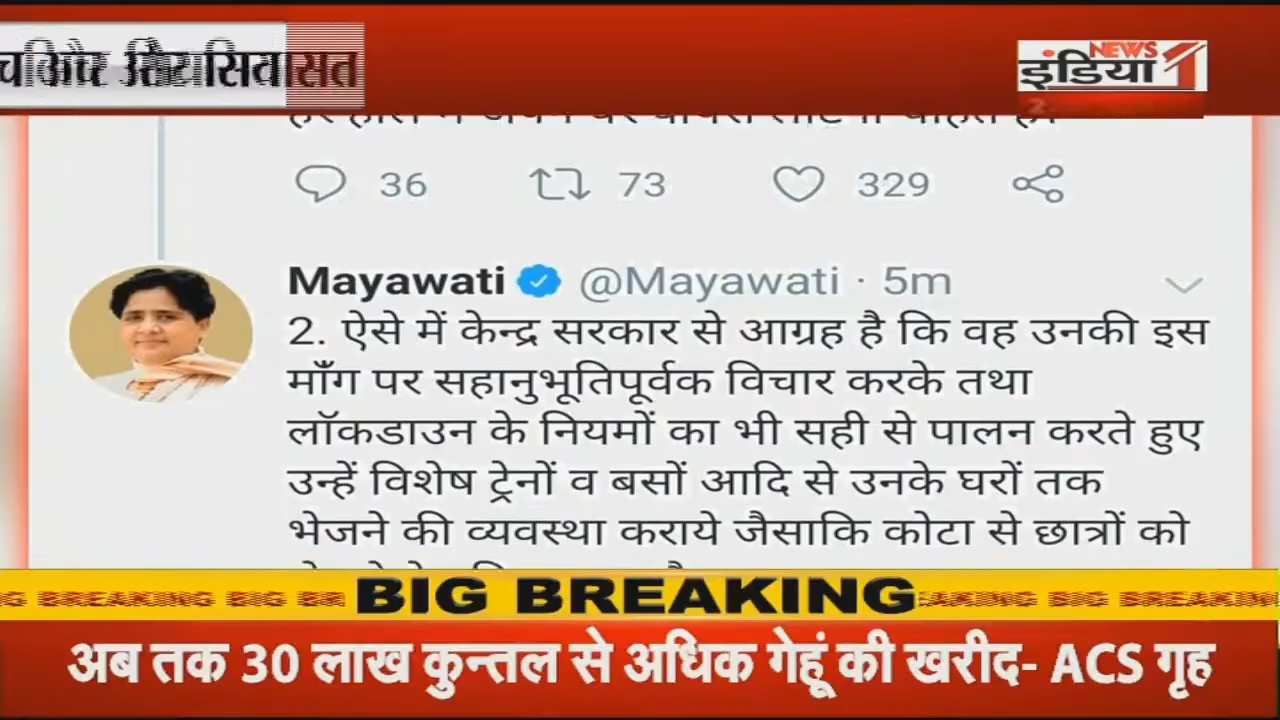 सियासत
NEWS
इंडिया 1
36 73 329
Mayawati @Mayawati · 5m
2. ऐसे में केन्द्र सरकार से आग्रह है कि वह उनकी इस
माँग पर सहानुभूतिपूर्वक विचार करके तथा
लॉकडाउन के नियमों का भी सही से पालन करते हुए
उन्हें विशेष ट्रेनों व बसों आदि से उनके घरों तक
भेजने की व्यवस्था कराये जैसाकि कोटा से छात्रों को
BIG BREAKING
अब तक 30 लाख कुन्तल से अधिक गेहूं की खरीद- ACS गृह